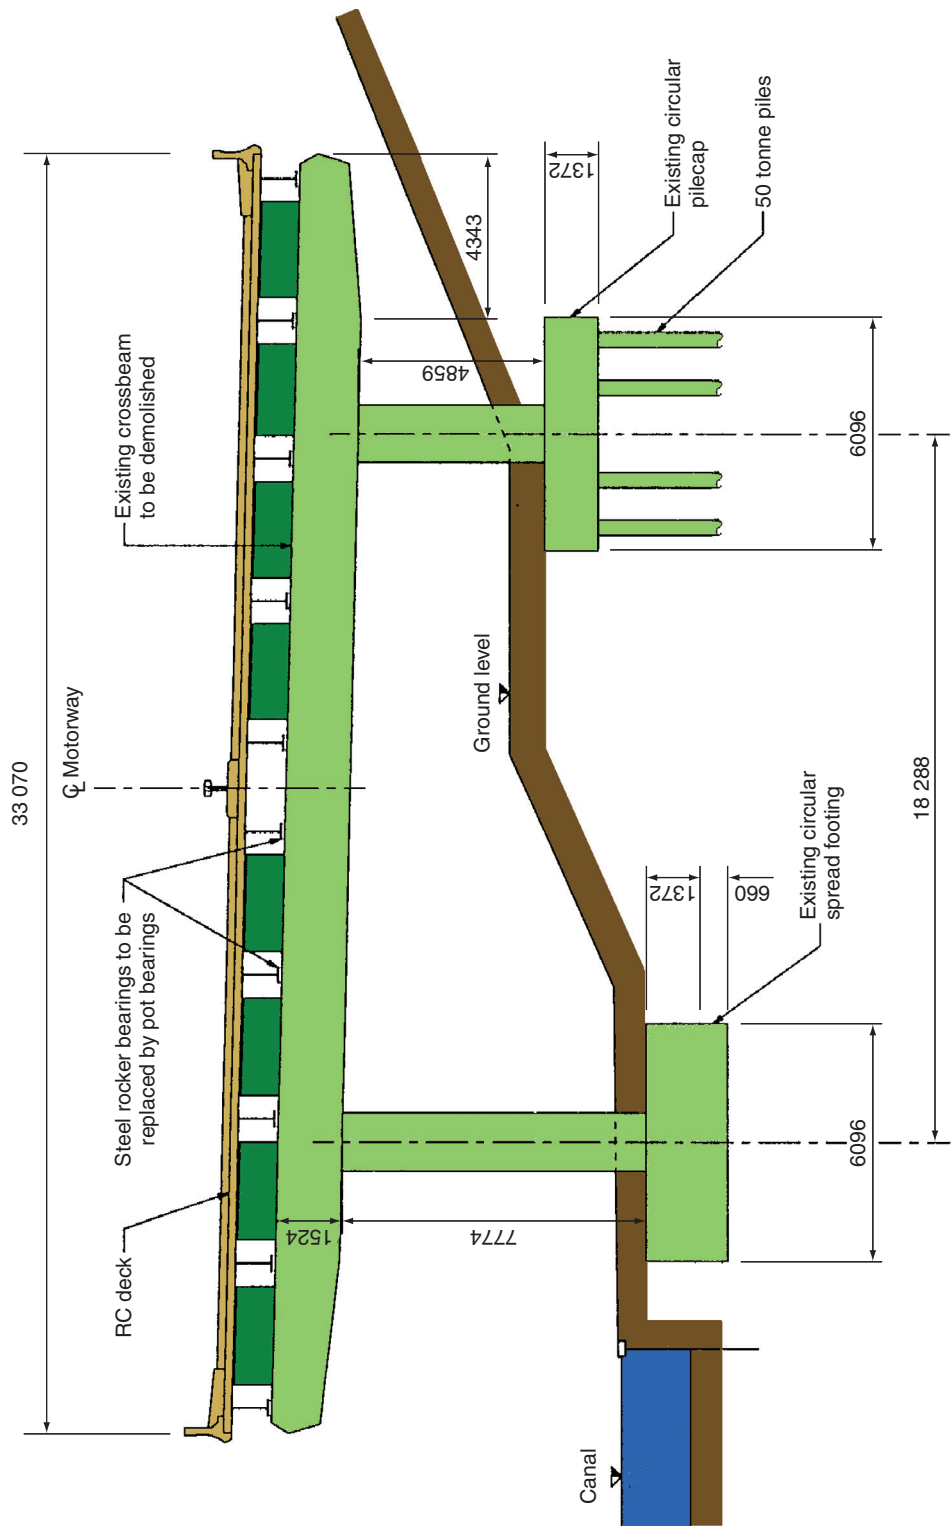 33 070
℄ Motorway
Steel rocker bearings to be
replaced by pot bearings
RC deck
Existing crossbeam
to be demolished
1524
7774
4859
4343
1372
Existing circular
pilecap
50 tonne piles
6096
Ground level
Canal
1372
660
Existing circular
spread footing
6096
18 288